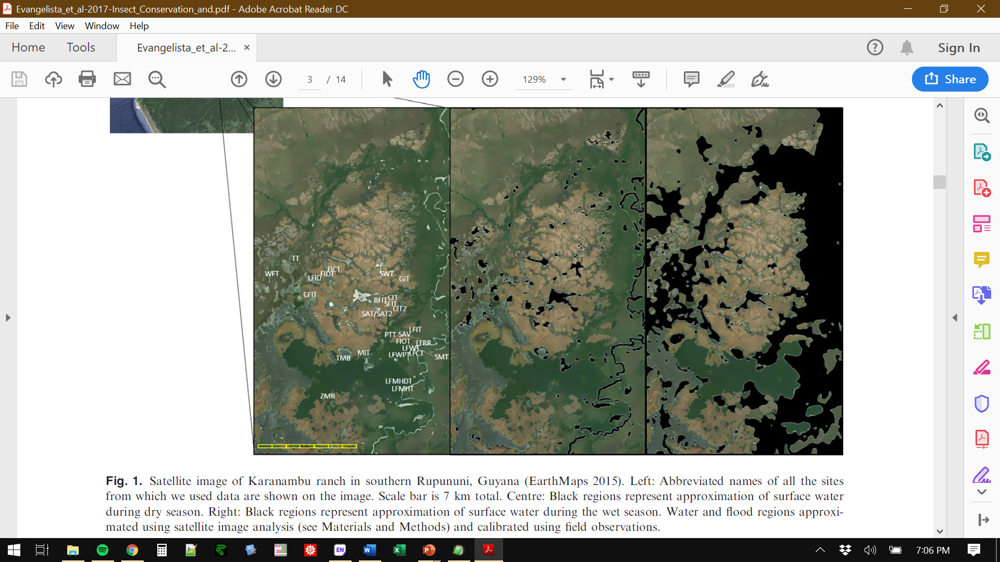 Evangelista_et_al-2017-Insect_Conservation_and.pdf - Adobe Acrobat Reader DC
File Edit View Window Help
Home Tools Evangelista_et_al-2... × Sign In
3 / 14 129% Share
TT
WFT
FICT
FIDT
LFID
SWT
GIT
CFIT
BFIT
CIT
SFIT
CIT2
SAT/SAT2
LFIT
PTT SAV
FIOT
LFRR
LFWT
MIT
LFWPT
LFCT
TMB
SMT
LFMHDT
LFMHT
ZMB
Fig. 1. Satellite image of Karanambu ranch in southern Rupununi, Guyana (EarthMaps 2015). Left: Abbreviated names of all the sites
from which we used data are shown on the image. Scale bar is 7 km total. Centre: Black regions represent approximation of surface water
during dry season. Right: Black regions represent approximation of surface water during the wet season. Water and flood regions approxi-
mated using satellite image analysis (see Materials and Methods) and calibrated using field observations.
EN
7:06 PM